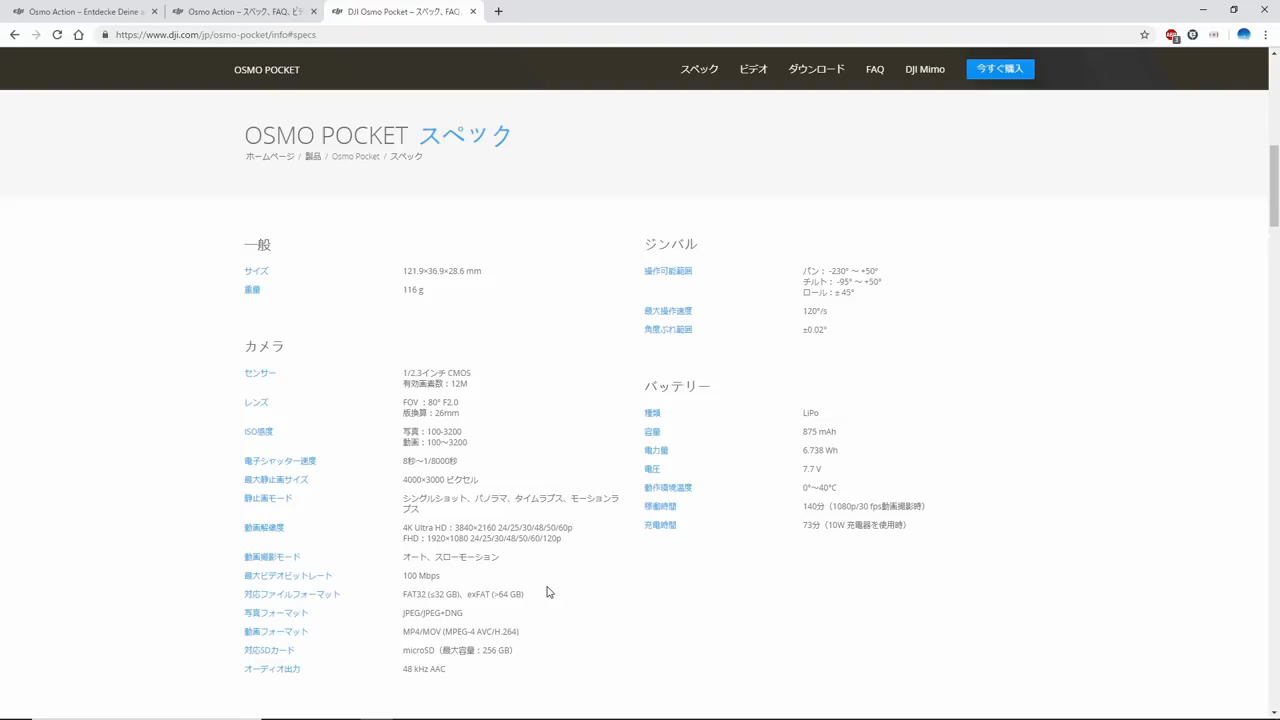 Osmo Action – Entdecke Deine a
Osmo Action – スペック、FAQ、ビデ
DJI Osmo Pocket – スペック、FAQ、
https://www.dji.com/jp/osmo-pocket/info#specs
OSMO POCKET
スペック
ビデオ
ダウンロード
FAQ
DJI Mimo
今すぐ購入
OSMO POCKET スペック
ホームページ / 製品 / Osmo Pocket / スペック
一般
サイズ 121.9×36.9×28.6 mm
重量 116 g
カメラ
センサー 1/2.3インチ CMOS
有効画素数：12M
レンズ FOV ：80° F2.0
版換算：26mm
ISO感度 写真：100-3200
動画：100～3200
電子シャッター速度 8秒～1/8000秒
最大静止画サイズ 4000×3000 ピクセル
静止画モード シングルショット、パノラマ、タイムラプス、モーションラ
プス
動画解像度 4K Ultra HD：3840×2160 24/25/30/48/50/60p
FHD：1920×1080 24/25/30/48/50/60/120p
動画撮影モード オート、スローモーション
最大ビデオビットレート 100 Mbps
対応ファイルフォーマット FAT32 (≤32 GB)、exFAT (>64 GB)
写真フォーマット JPEG/JPEG+DNG
動画フォーマット MP4/MOV (MPEG-4 AVC/H.264)
対応SDカード microSD（最大容量：256 GB）
オーディオ出力 48 kHz AAC
ジンバル
操作可能範囲 パン： -230° ～ +50°
チルト： -95° ～ +50°
ロール：± 45°
最大操作速度 120°/s
角度ぶれ範囲 ±0.02°
バッテリー
種類 LiPo
容量 875 mAh
電力量 6.738 Wh
電圧 7.7 V
動作環境温度 0°～40°C
稼働時間 140分（1080p/30 fps動画撮影時）
充電時間 73分（10W 充電器を使用時）